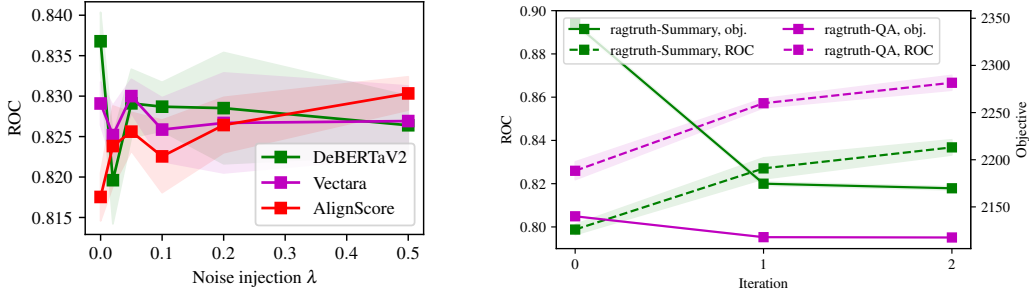 0.840
0.835
0.830
0.825
0.820
0.815
ROC
0.0
0.1
0.2
0.3
0.4
0.5
Noise injection λ
DeBERTaV2
Vectara
AlignScore
0.90
0.88
0.86
0.84
0.82
0.80
ROC
ragtruth-Summary, obj.
ragtruth-Summary, ROC
ragtruth-QA, obj.
ragtruth-QA, ROC
2350
2300
2250
2200
2150
Objective
0
1
2
Iteration